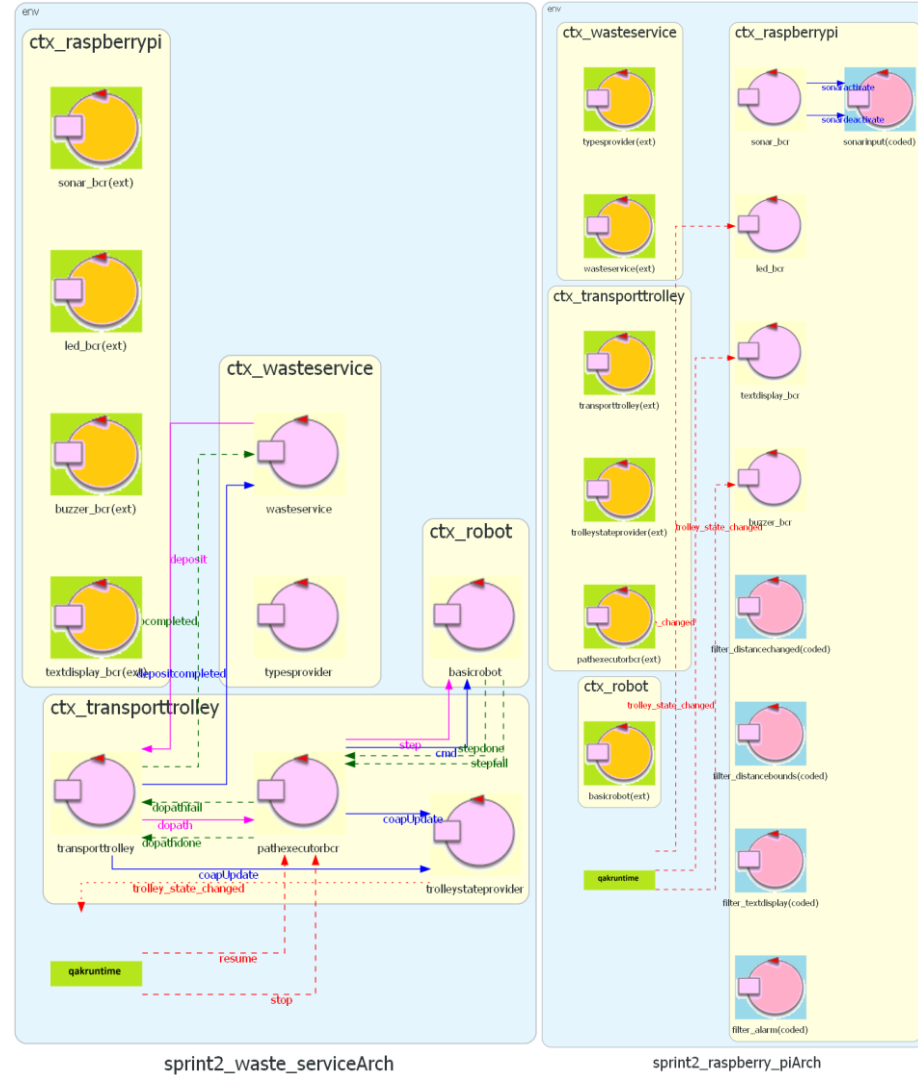 env
ctx_raspberrypi
sonar_bcr(ext)
led_bcr(ext)
ctx_wasteservice
buzzer_bcr(ext)
wasteservice
ctx_robot
deposit
completed
textdisplay_bcr(ext)
depositcompleted
typesprovider
basicrobot
ctx_transporttrolley
step
stepdone
cmd
stepfail
dopathfail
coapUpdate
dopath
dopathdone
transporttrolley
pathexecutorbcr
coapUpdate
trolleystateprovider
trolley_state_changed
resume
qakruntime
stop
sprint2_waste_serviceArch
env
ctx_wasteservice
ctx_raspberrypi
sonaractivate
sonardeactivate
typesprovider(ext)
sonar_bcr
sonarinput(coded)
wasteservice(ext)
led_bcr
ctx_transporttrolley
transporttrolley(ext)
textdisplay_bcr
trolleystateprovider(ext)
trolley_state_changed
buzzer_bcr
_changed
pathexecutorbcr(ext)
filter_distancechanged(coded)
ctx_robot
trolley_state_changed
basicrobot(ext)
filter_distancebounds(coded)
qakruntime
filter_textdisplay(coded)
filter_alarm(coded)
sprint2_raspberry_piArch